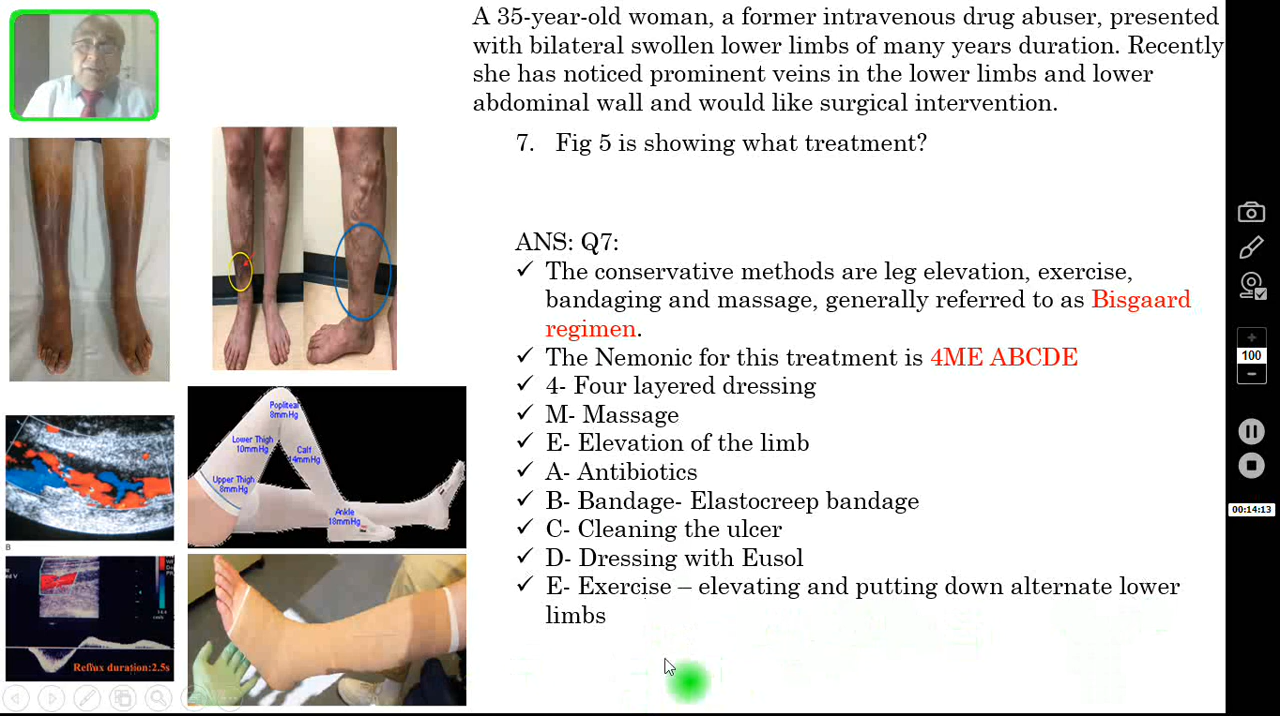 A 35-year-old woman, a former intravenous drug abuser, presented
with bilateral swollen lower limbs of many years duration. Recently
she has noticed prominent veins in the lower limbs and lower
abdominal wall and would like surgical intervention.
7. Fig 5 is showing what treatment?
ANS: Q7:
✓ The conservative methods are leg elevation, exercise,
bandaging and massage, generally referred to as Bisgaard
regimen.
✓ The Nemonic for this treatment is 4ME ABCDE
✓ 4- Four layered dressing
✓ M- Massage
✓ E- Elevation of the limb
✓ A- Antibiotics
✓ B- Bandage- Elastocreep bandage
✓ C- Cleaning the ulcer
✓ D- Dressing with Eusol
✓ E- Exercise – elevating and putting down alternate lower
limbs
Popliteal
8mmHg
Lower Thigh
10mmHg
Calf
14mmHg
Upper Thigh
8mmHg
Ankle
18mmHg
B
Reflux duration:2.5s
100
00:14:13